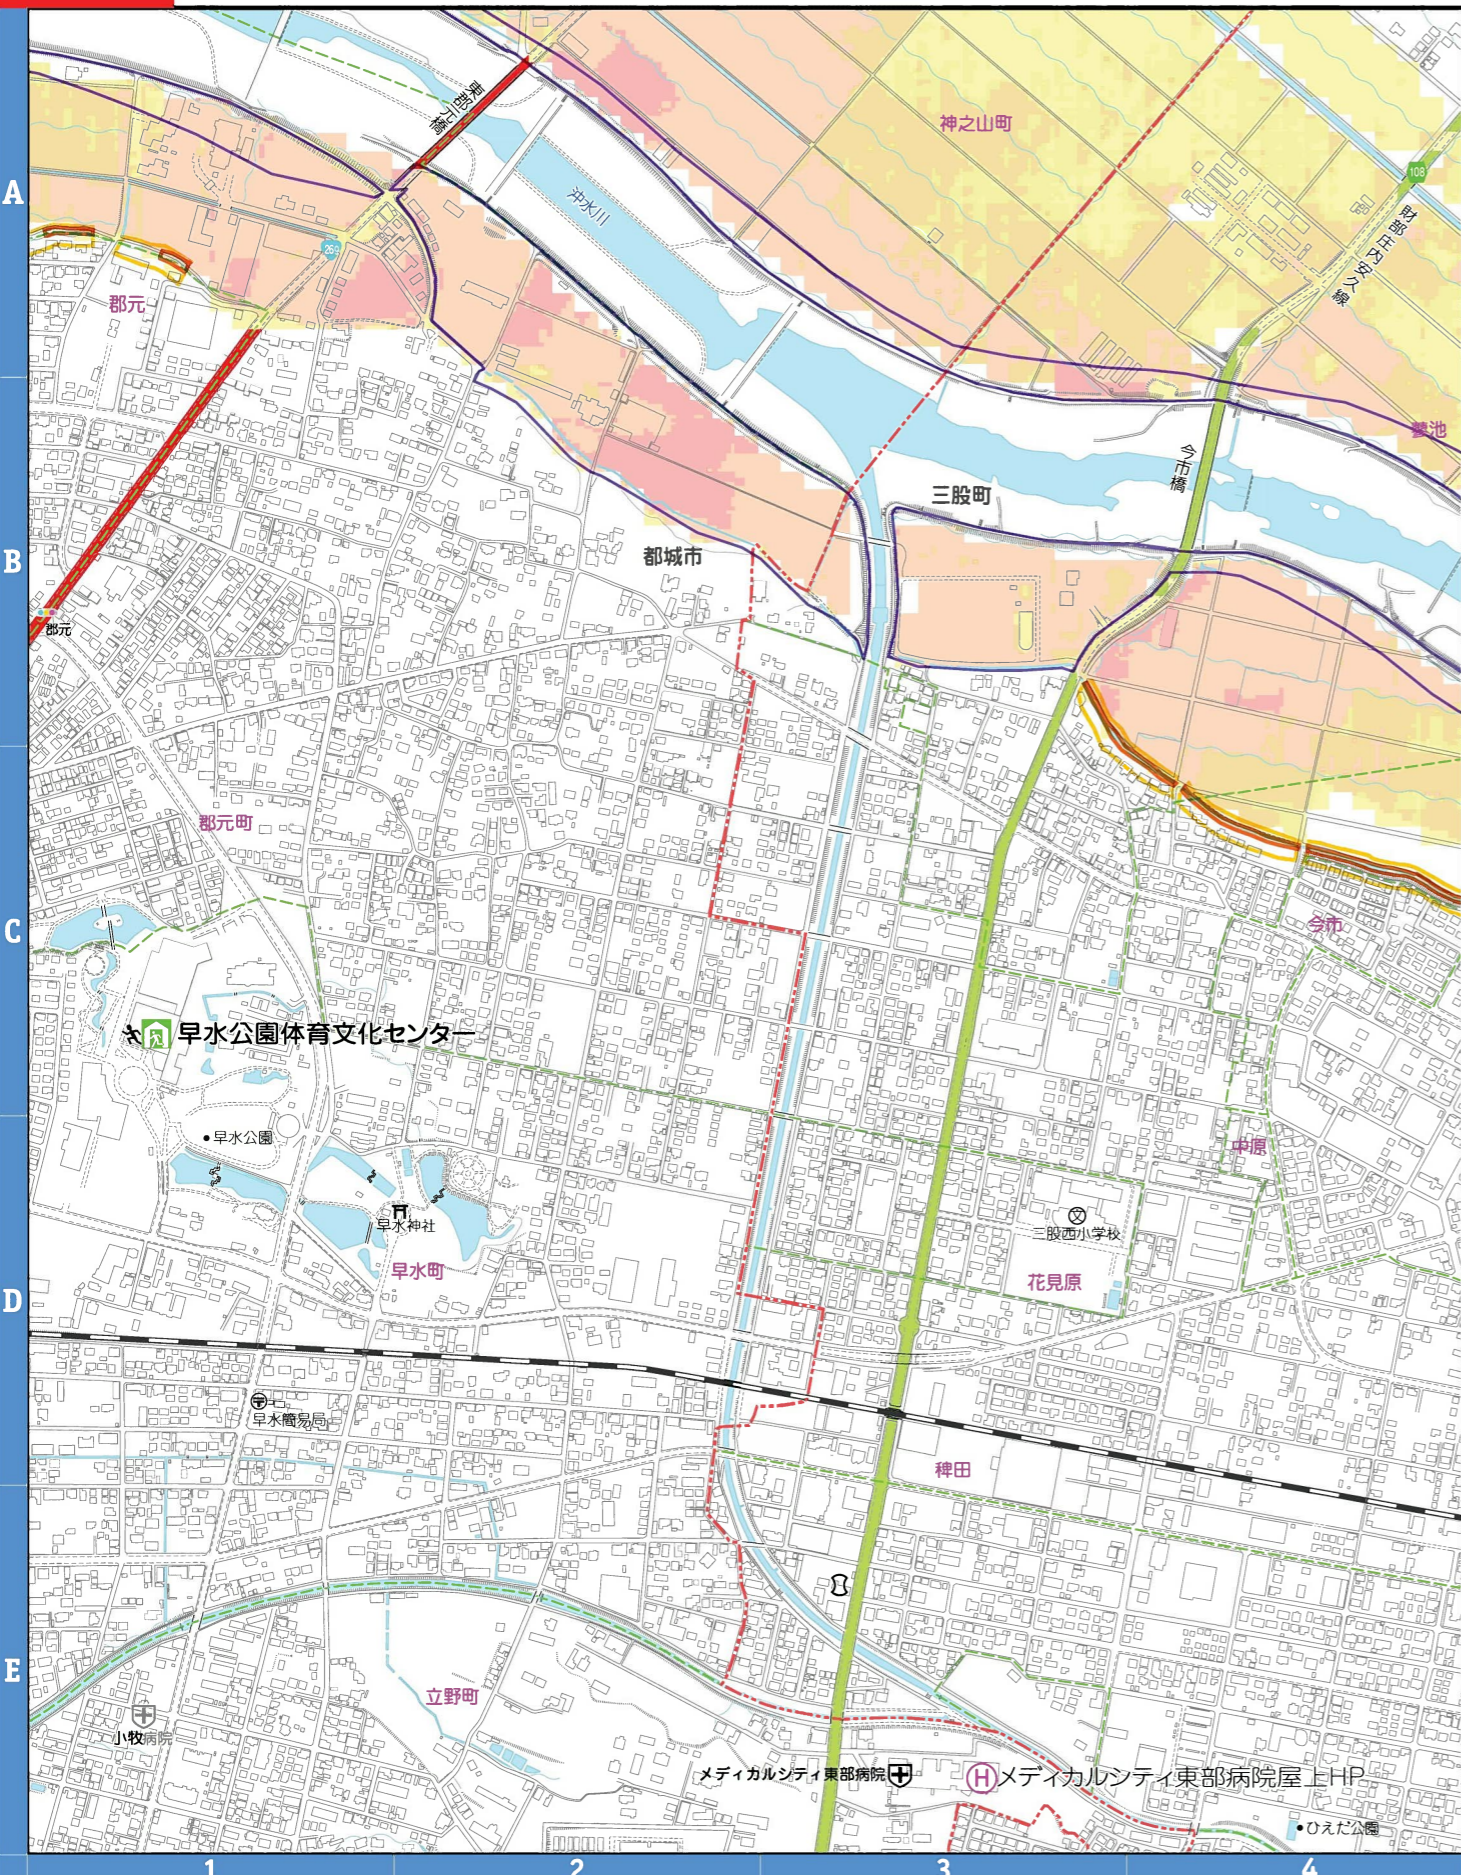 A
B
C
D
E
1
2
3
4
東郡元橋
神之山町
108
沖水川
財部庄内安久線
269
郡元
今市橋
三股町
都城市
郡元
郡元町
今市
早水公園体育文化センター
早水公園
中原
早水神社
三股西小学校
早水町
花見原
早水簡易局
稗田
立野町
小牧病院
メディカルシティ東部病院
Hメディカルシティ東部病院屋上HP
ひえだ公園